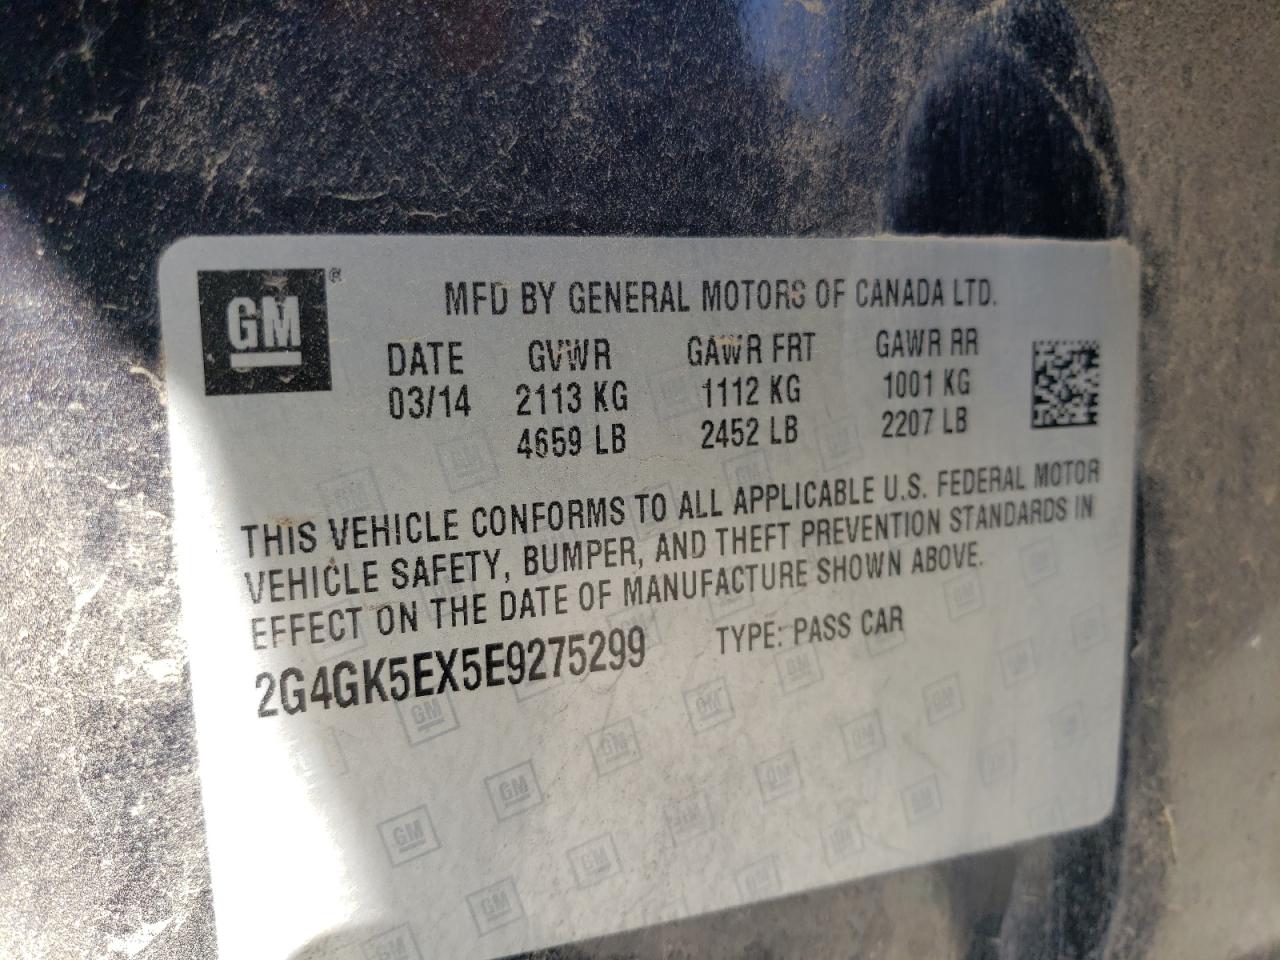 GM®
MFD BY GENERAL MOTORS OF CANADA LTD.
DATE GVWR GAWR FRT GAWR RR
03/14 2113 KG 1112 KG 1001 KG
4659 LB 2452 LB 2207 LB
THIS VEHICLE CONFORMS TO ALL APPLICABLE U.S. FEDERAL MOTOR
VEHICLE SAFETY, BUMPER, AND THEFT PREVENTION STANDARDS IN
EFFECT ON THE DATE OF MANUFACTURE SHOWN ABOVE.
2G4GK5EX5E9275299 TYPE: PASS CAR